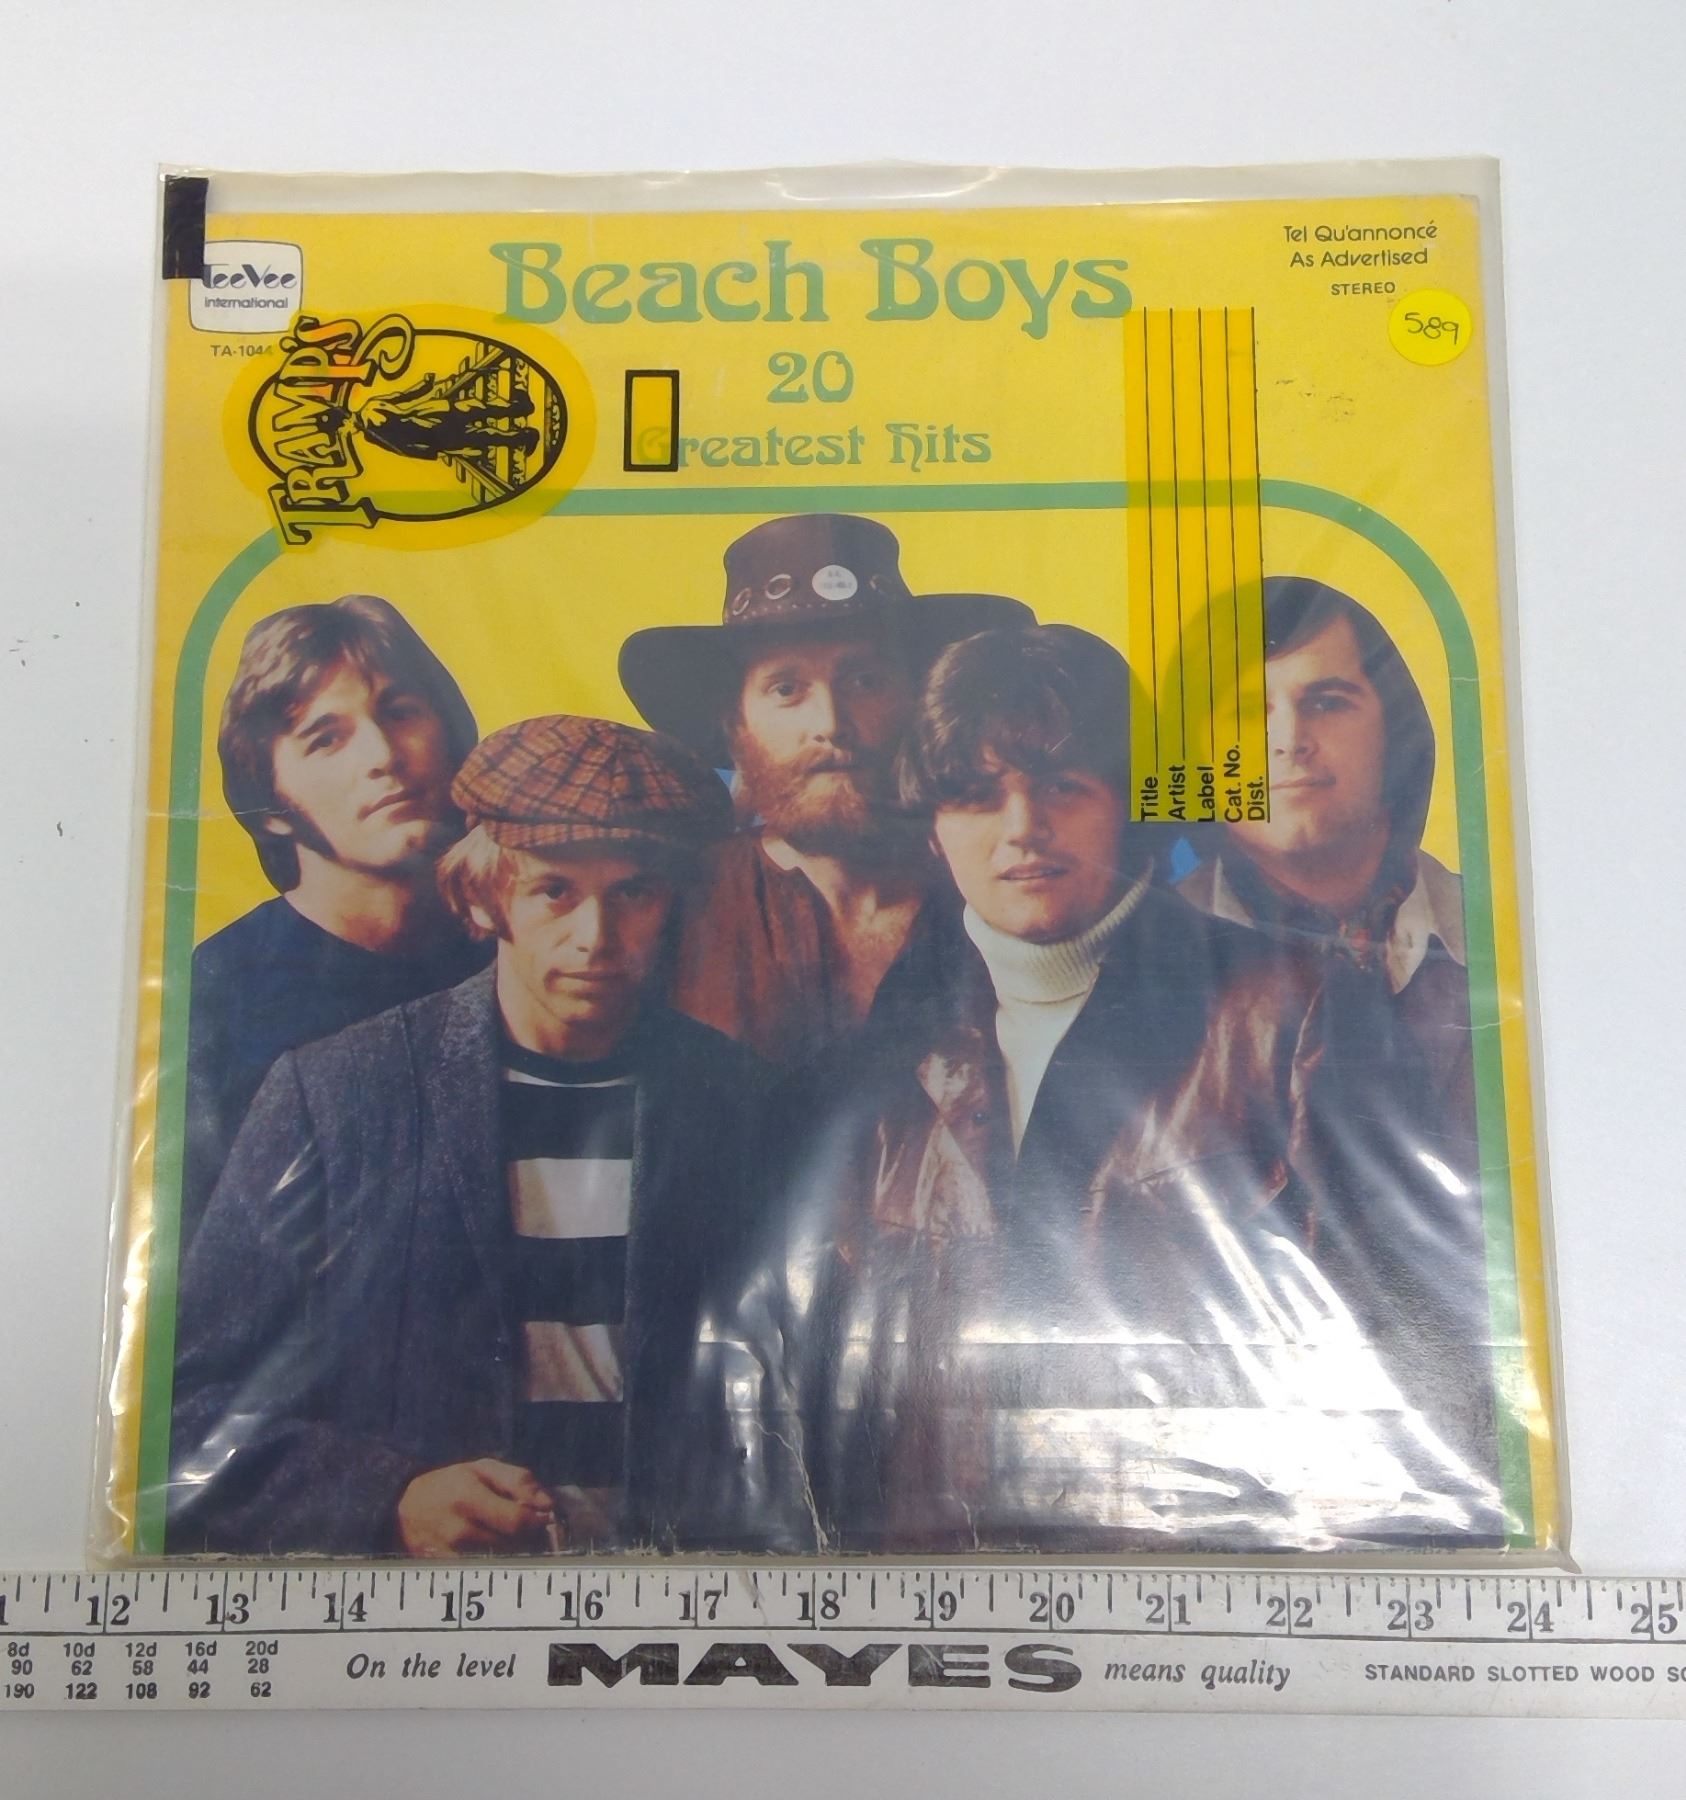 TeeVee
international
TA-1044
Beach Boys
20
Greatest Hits
Tel Qu'annoncé
As Advertised
STEREO
589
TRAMPS
Title
Artist
Label
Cat. No.
Dist.
12 13 14 15 16 17 18 19 20 21 22 23 24 25
8d 10d 12d 16d 20d
90 62 58 44 28
190 122 108 92 62
On the level MAYES means quality STANDARD SLOTTED WOOD